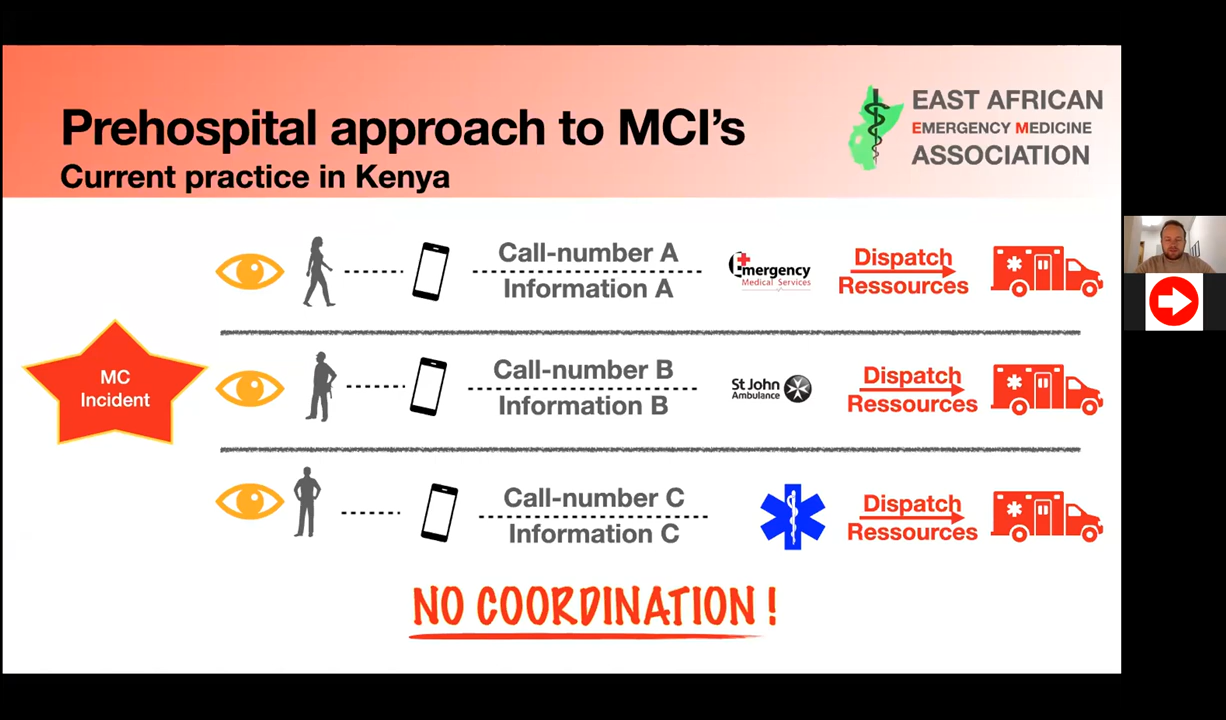 Prehospital approach to MCI's
Current practice in Kenya
EAST AFRICAN
EMERGENCY MEDICINE
ASSOCIATION
MC
Incident
Call-number A
Information A
Emergency
Medical Services
Dispatch
Ressources
Call-number B
Information B
St John
Ambulance
Dispatch
Ressources
Call-number C
Information C
Dispatch
Ressources
NO COORDINATION !